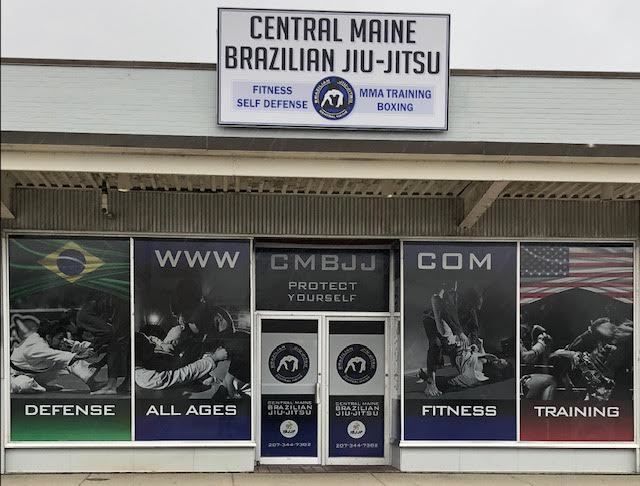 CENTRAL MAINE
BRAZILIAN JIU-JITSU
FITNESS
SELF DEFENSE
MMA TRAINING
BOXING
WWW
CMBJJ
COM
PROTECT
YOURSELF
DEFENSE
ALL AGES
FITNESS
TRAINING
CENTRAL MAINE
BRAZILIAN
JIU-JITSU
207-344-7362
CENTRAL MAINE
BRAZILIAN
JIU-JITSU
207-344-7362